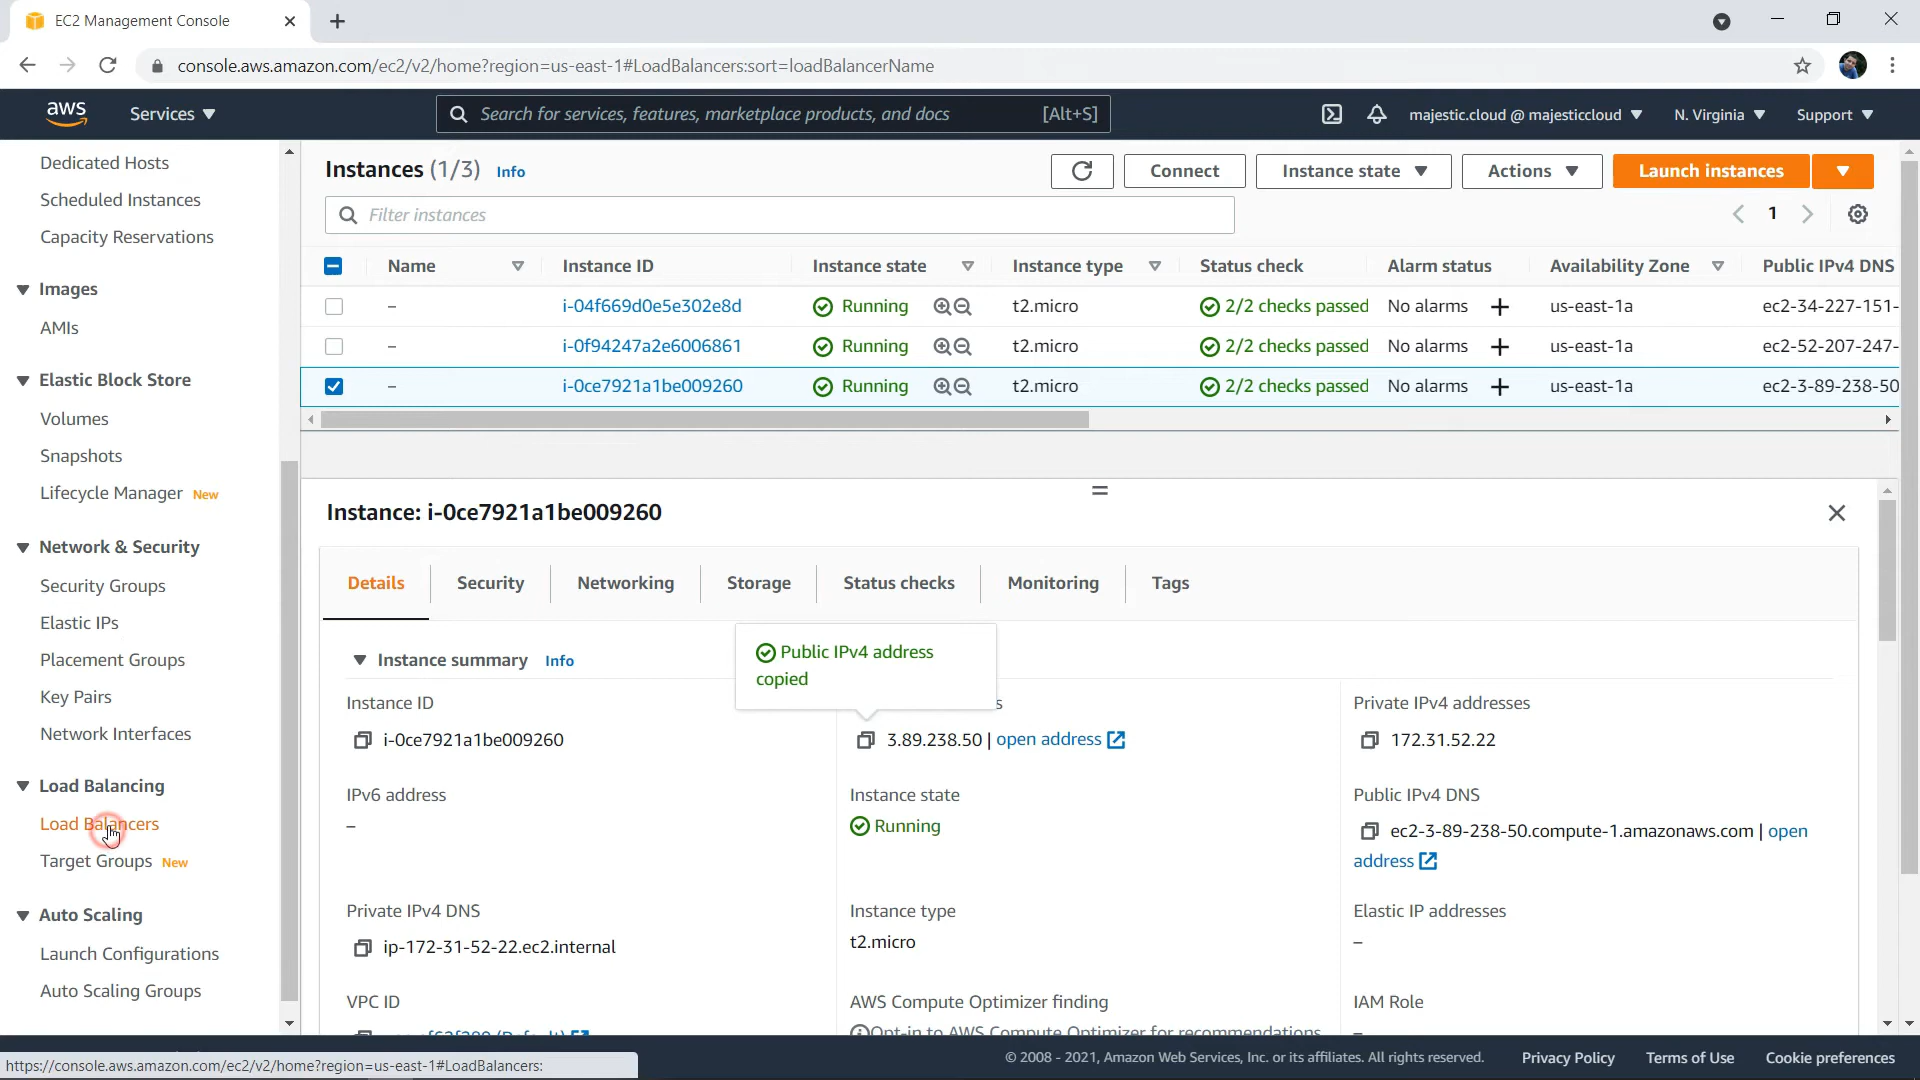 EC2 Management Console
console.aws.amazon.com/ec2/v2/home?region=us-east-1#LoadBalancers:sort=loadBalancerName
aws
Services
Search for services, features, marketplace products, and docs [Alt+S]
majestic.cloud @ majesticcloud
N. Virginia
Support
Dedicated Hosts
Scheduled Instances
Capacity Reservations
Images
AMIs
Elastic Block Store
Volumes
Snapshots
Lifecycle Manager New
Network & Security
Security Groups
Elastic IPs
Placement Groups
Key Pairs
Network Interfaces
Load Balancing
Load Balancers
Target Groups New
Auto Scaling
Launch Configurations
Auto Scaling Groups
Instances (1/3) Info
Connect
Instance state
Actions
Launch instances
Filter instances
1
Name Instance ID Instance state Instance type Status check Alarm status Availability Zone Public IPv4 DNS
– i-04f669d0e5e302e8d Running t2.micro 2/2 checks passed No alarms + us-east-1a ec2-34-227-151-
– i-0f94247a2e6006861 Running t2.micro 2/2 checks passed No alarms + us-east-1a ec2-52-207-247-
– i-0ce7921a1be009260 Running t2.micro 2/2 checks passed No alarms + us-east-1a ec2-3-89-238-50
Instance: i-0ce7921a1be009260
Details Security Networking Storage Status checks Monitoring Tags
Instance summary Info
Public IPv4 address
copied
Instance ID
i-0ce7921a1be009260
s
3.89.238.50 | open address
Private IPv4 addresses
172.31.52.22
IPv6 address
–
Instance state
Running
Public IPv4 DNS
ec2-3-89-238-50.compute-1.amazonaws.com | open
address
Private IPv4 DNS
ip-172-31-52-22.ec2.internal
Instance type
t2.micro
Elastic IP addresses
–
VPC ID
AWS Compute Optimizer finding
Opt-in to AWS Compute Optimizer for recommendations.
IAM Role
–
https://console.aws.amazon.com/ec2/v2/home?region=us-east-1#LoadBalancers:
© 2008 - 2021, Amazon Web Services, Inc. or its affiliates. All rights reserved.
Privacy Policy
Terms of Use
Cookie preferences